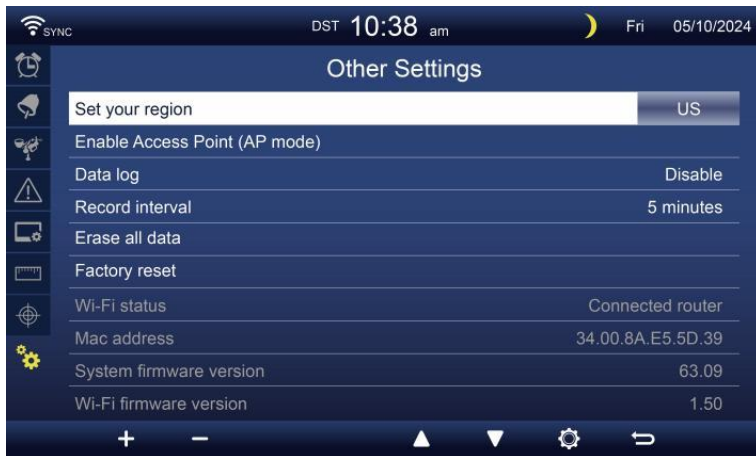 SYNC DST 10:38 am Fri 05/10/2024
Other Settings
Set your region US
Enable Access Point (AP mode)
Data log Disable
Record interval 5 minutes
Erase all data
Factory reset
Wi-Fi status Connected router
Mac address 34.00.8A.E5.5D.39
System firmware version 63.09
Wi-Fi firmware version 1.50